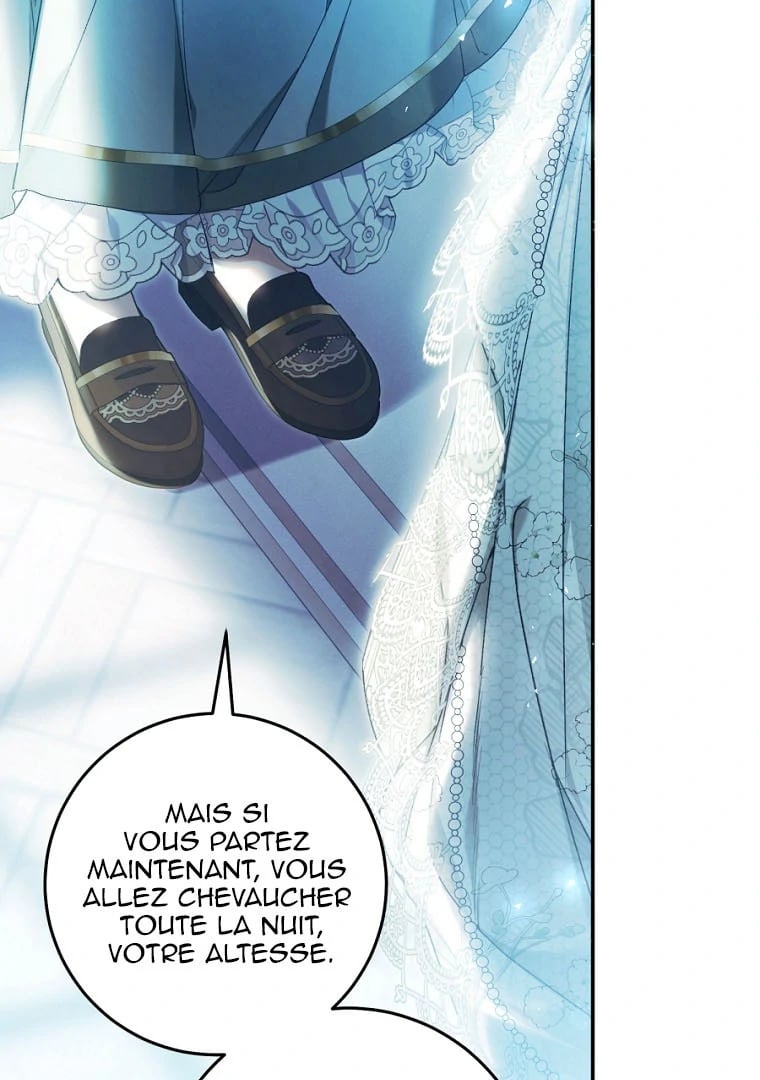 MAIS SI
VOUS PARTEZ
MAINTENANT, VOUS
ALLEZ CHEVAUCHER
TOUTE LA NUIT,
VOTRE ALTESSE.